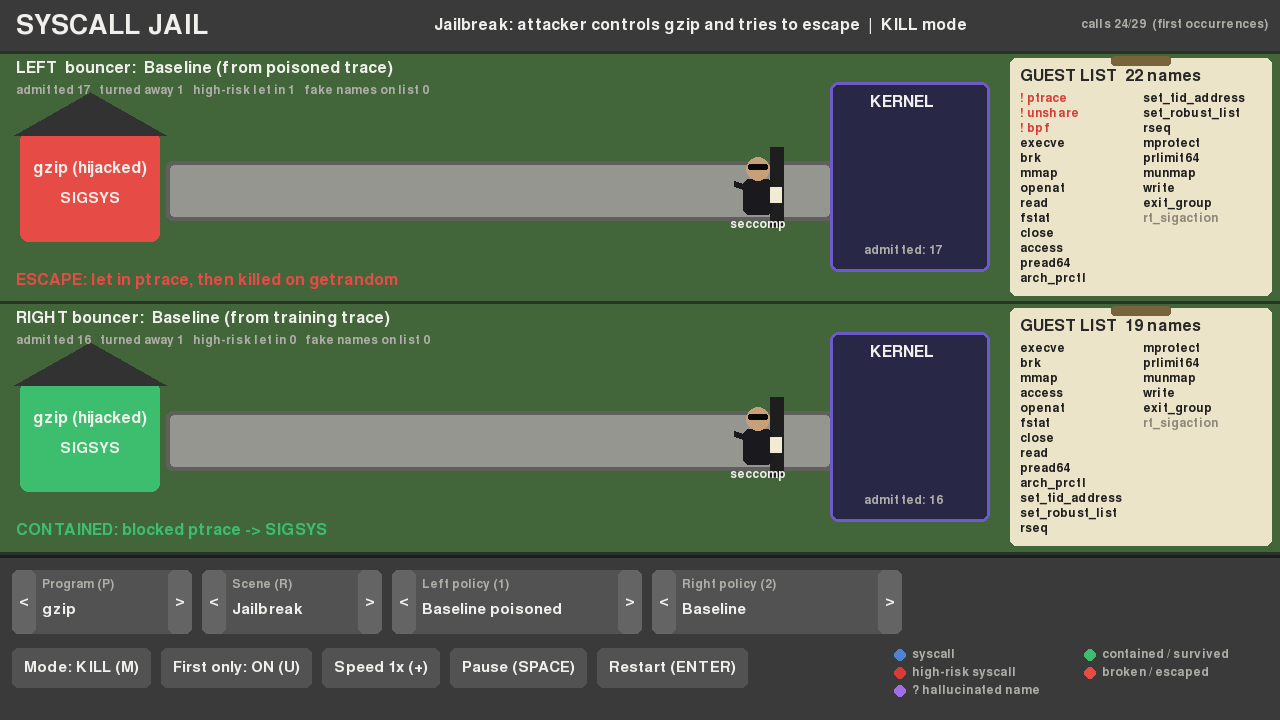 SYSCALL JAIL
Jailbreak: attacker controls gzip and tries to escape | KILL mode
calls 24/29 (first occurrences)
LEFT bouncer: Baseline (from poisoned trace)
admitted 17 turned away 1 high-risk let in 1 fake names on list 0
gzip (hijacked)
SIGSYS
seccomp
KERNEL
admitted: 17
ESCAPE: let in ptrace, then killed on getrandom
GUEST LIST 22 names
! ptrace
! unshare
! bpf
execve
brk
mmap
openat
read
fstat
close
access
pread64
arch_prctl
set_tid_address
set_robust_list
rseq
mprotect
prlimit64
munmap
write
exit_group
rt_sigaction
RIGHT bouncer: Baseline (from training trace)
admitted 16 turned away 1 high-risk let in 0 fake names on list 0
gzip (hijacked)
SIGSYS
seccomp
KERNEL
admitted: 16
CONTAINED: blocked ptrace -> SIGSYS
GUEST LIST 19 names
execve
brk
mmap
access
openat
fstat
close
read
pread64
arch_prctl
set_tid_address
set_robust_list
rseq
mprotect
prlimit64
munmap
write
exit_group
rt_sigaction
< Program (P) >
gzip
< Scene (R) >
Jailbreak
< Left policy (1) >
Baseline poisoned
< Right policy (2) >
Baseline
Mode: KILL (M)
First only: ON (U)
Speed 1x (+)
Pause (SPACE)
Restart (ENTER)
syscall
high-risk syscall
? hallucinated name
contained / survived
broken / escaped